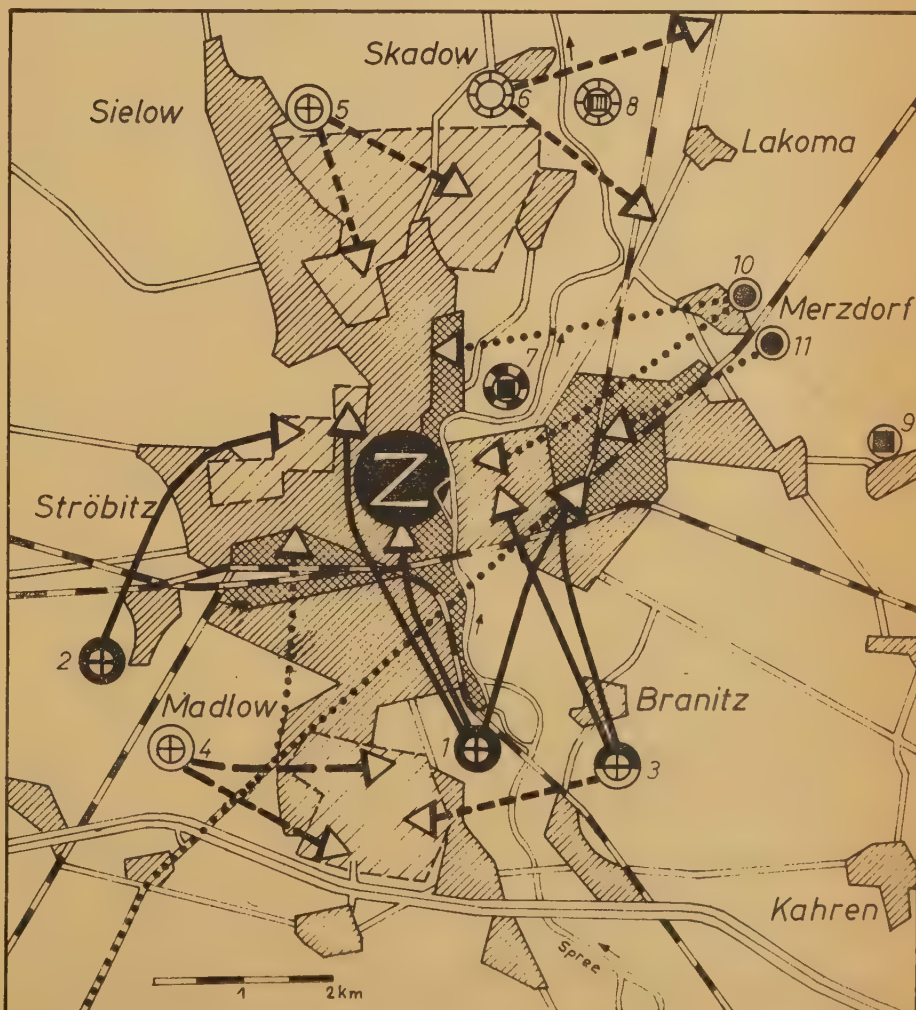 Skadow
Sielow
5
6
8
Lakoma
10
Merzdorf
11
7
9
Z
Ströbitz
2
Madlow
Branitz
4
1
3
Kahren
Spree
1 2km